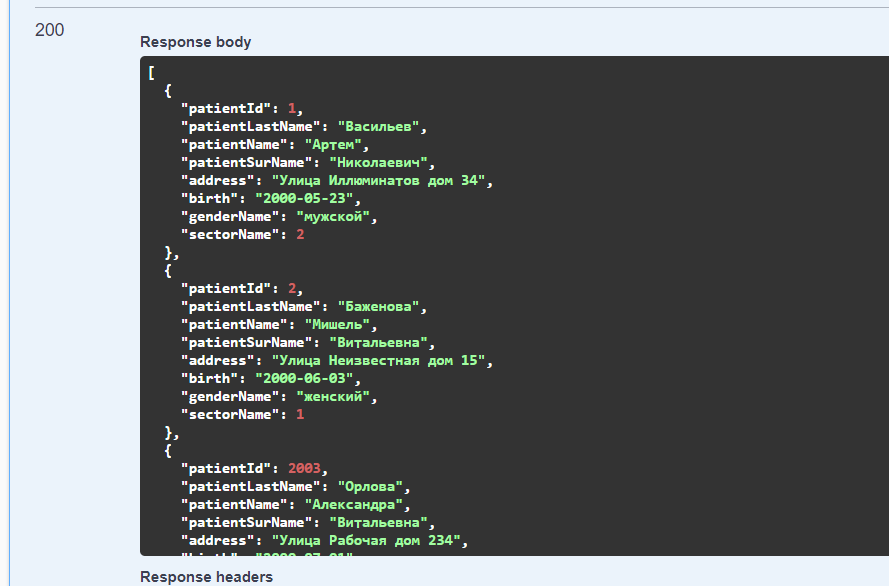 200
Response body
[
{
"patientId": 1,
"patientLastName": "Васильев",
"patientName": "Артем",
"patientSurName": "Николаевич",
"address": "Улица Иллюминатов дом 34",
"birth": "2000-05-23",
"genderName": "мужской",
"sectorName": 2
},
{
"patientId": 2,
"patientLastName": "Баженова",
"patientName": "Мишель",
"patientSurName": "Витальевна",
"address": "Улица Неизвестная дом 15",
"birth": "2000-06-03",
"genderName": "женский",
"sectorName": 1
},
{
"patientId": 2003,
"patientLastName": "Орлова",
"patientName": "Александра",
"patientSurName": "Витальевна",
"address": "Улица Рабочая дом 234",
Response headers